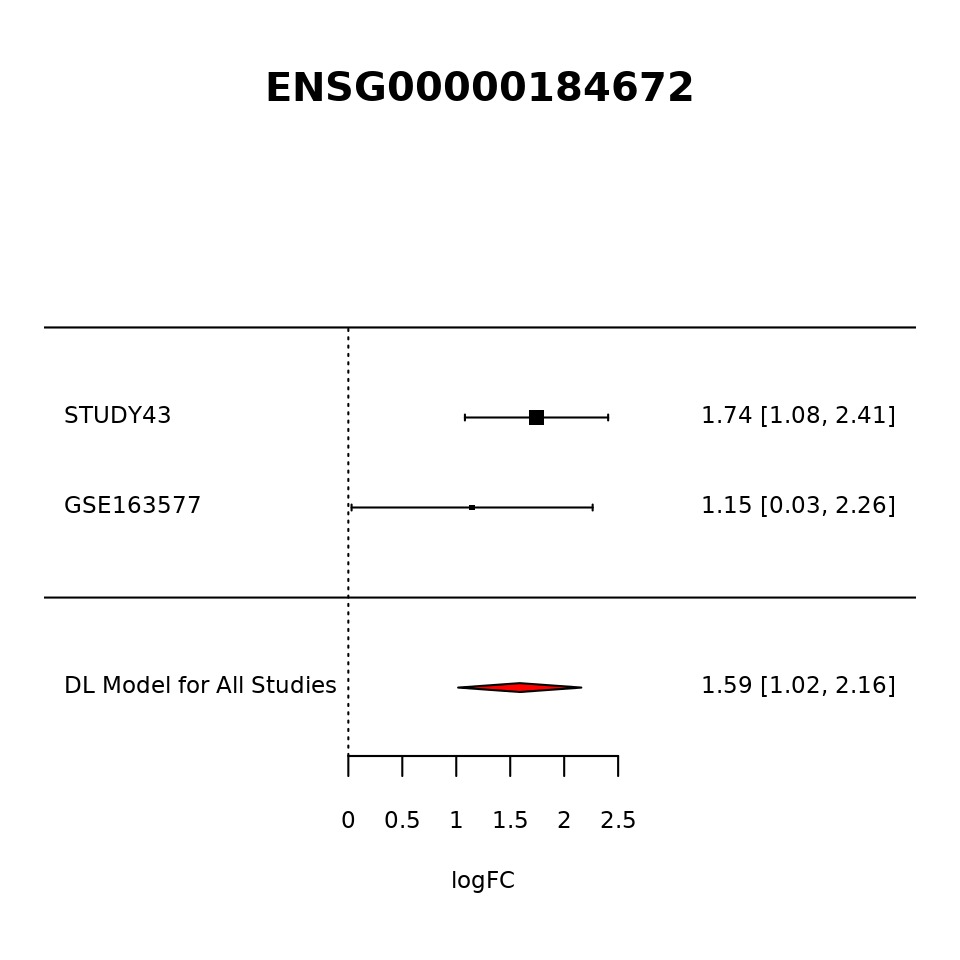 ENSG00000184672
STUDY43 1.74 [1.08, 2.41]
GSE163577 1.15 [0.03, 2.26]
DL Model for All Studies 1.59 [1.02, 2.16]
0 0.5 1 1.5 2 2.5
logFC